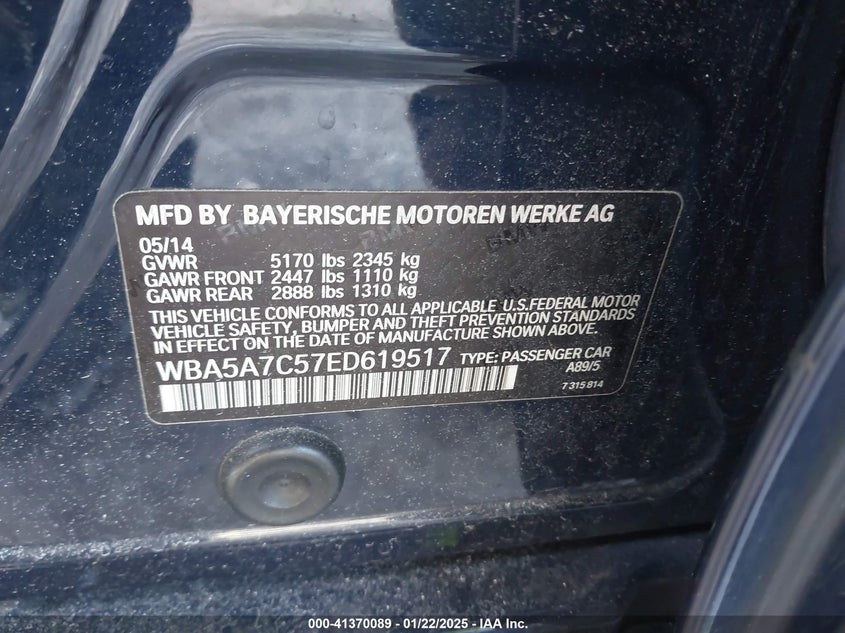 MFD BY BAYERISCHE MOTOREN WERKE AG
05/14
GVWR 5170 lbs 2345 kg
GAWR FRONT 2447 lbs 1110 kg
GAWR REAR 2888 lbs 1310 kg
THIS VEHICLE CONFORMS TO ALL APPLICABLE U.S.FEDERAL MOTOR
VEHICLE SAFETY, BUMPER AND THEFT PREVENTION STANDARDS
IN EFFECT ON THE DATE OF MANUFACTURE SHOWN ABOVE.
WBA5A7C57ED619517 TYPE: PASSENGER CAR
A89/5
7 315 814
000-41370089 - 01/22/2025 - IAA Inc.